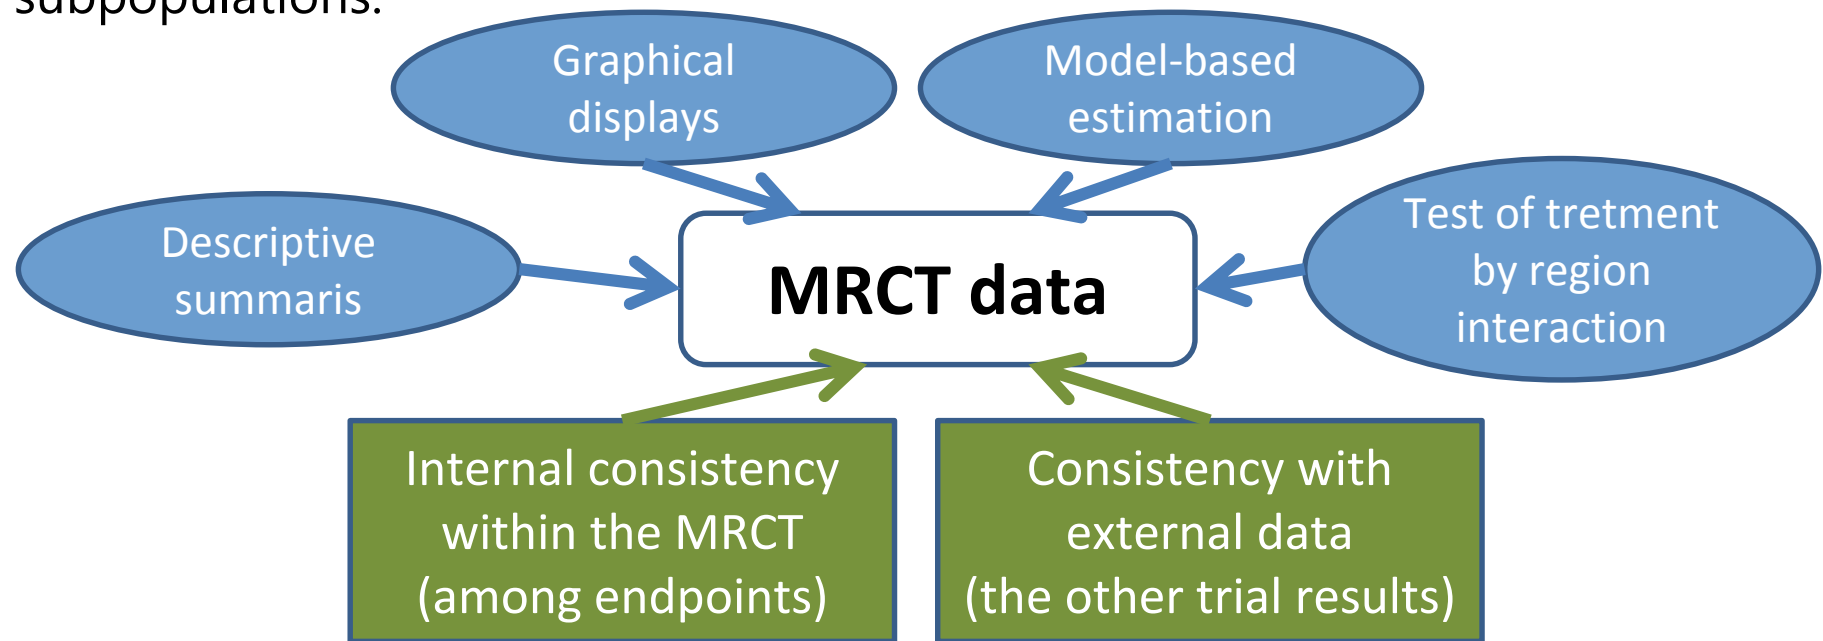 subpopulations.
Graphical
displays
Model-based
estimation
Descriptive
summaris
MRCT data
Test of tretment
by region
interaction
Internal consistency
within the MRCT
(among endpoints)
Consistency with
external data
(the other trial results)